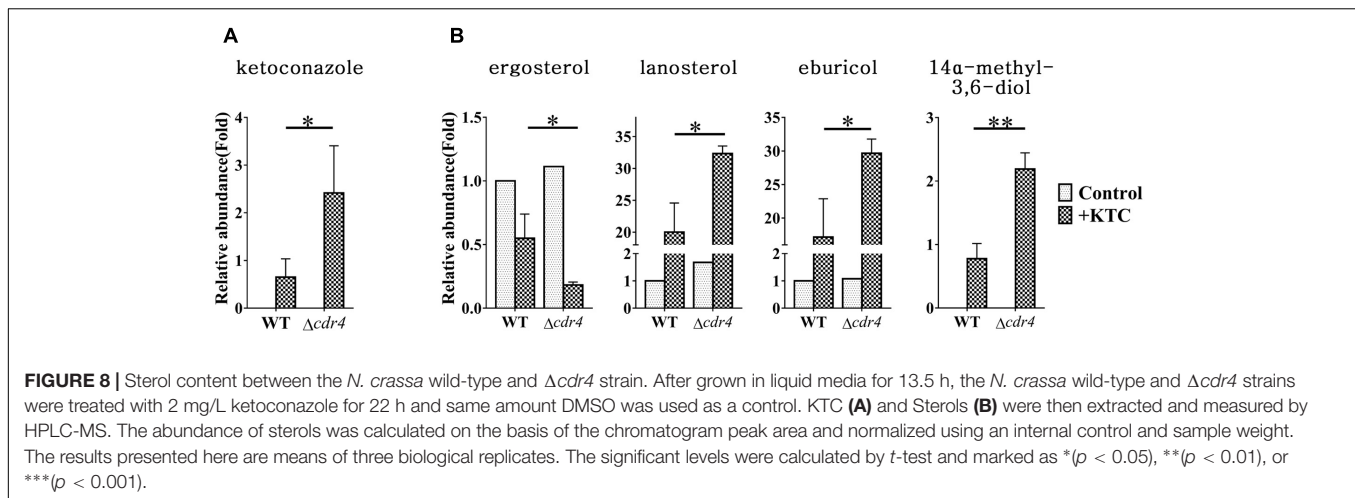 A
B
ketoconazole
ergosterol
lanosterol
eburicol
14α-methyl-
3,6-diol
Relative abundance(Fold)
4
3
2
1
0
*
WT
Δcdr4
Relative abundance(Fold)
1.5
1.0
0.5
0.0
*
WT
Δcdr4
35
30
25
20
2
1
0
*
WT
Δcdr4
35
30
25
20
2
1
0
*
WT
Δcdr4
3
2
1
0
**
WT
Δcdr4
Control
+KTC
FIGURE 8 | Sterol content between the N. crassa wild-type and Δcdr4 strain. After grown in liquid media for 13.5 h, the N. crassa wild-type and Δcdr4 strains
were treated with 2 mg/L ketoconazole for 22 h and same amount DMSO was used as a control. KTC (A) and Sterols (B) were then extracted and measured by
HPLC-MS. The abundance of sterols was calculated on the basis of the chromatogram peak area and normalized using an internal control and sample weight.
The results presented here are means of three biological replicates. The significant levels were calculated by t-test and marked as *(p < 0.05), **(p < 0.01), or
***(p < 0.001).